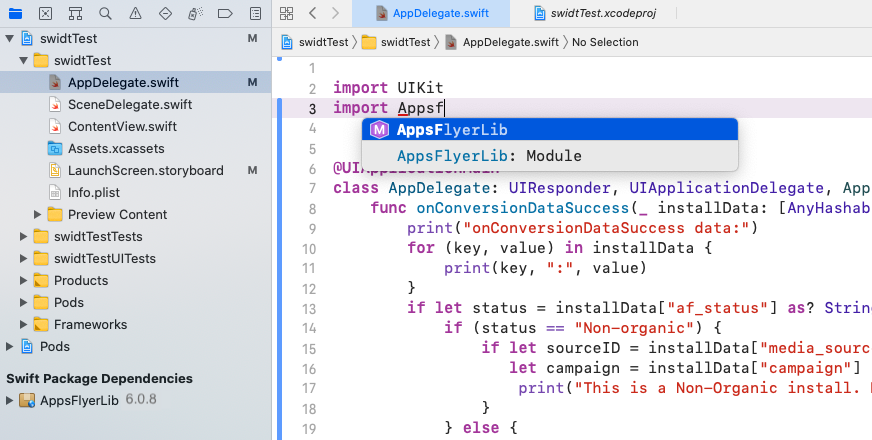 swidtTest M
swidtTest
AppDelegate.swift M
SceneDelegate.swift
ContentView.swift
Assets.xcassets
LaunchScreen.storyboard M
Info.plist
Preview Content
swidtTestTests
swidtTestUITests
Products
Pods
Frameworks
Pods
Swift Package Dependencies
AppsFlyerLib 6.0.8
AppDelegate.swift
swidtTest.xcodeproj
swidtTest
swidtTest
AppDelegate.swift
No Selection
1
2 import UIKit
3 import Appsf
4
M AppsFlyerLib
5
AppsFlyerLib: Module
6 @UIApplicationMain
7 class AppDelegate: UIResponder, UIApplicationDelegate, App
8 func onConversionDataSuccess(_ installData: [AnyHashab
9 print("onConversionDataSuccess data:")
10 for (key, value) in installData {
11 print(key, ":", value)
12 }
13 if let status = installData["af_status"] as? String
14 if (status == "Non-organic") {
15 if let sourceID = installData["media_sourc
16 let campaign = installData["campaign"]
17 print("This is a Non-Organic install.
18 }
19 } else {